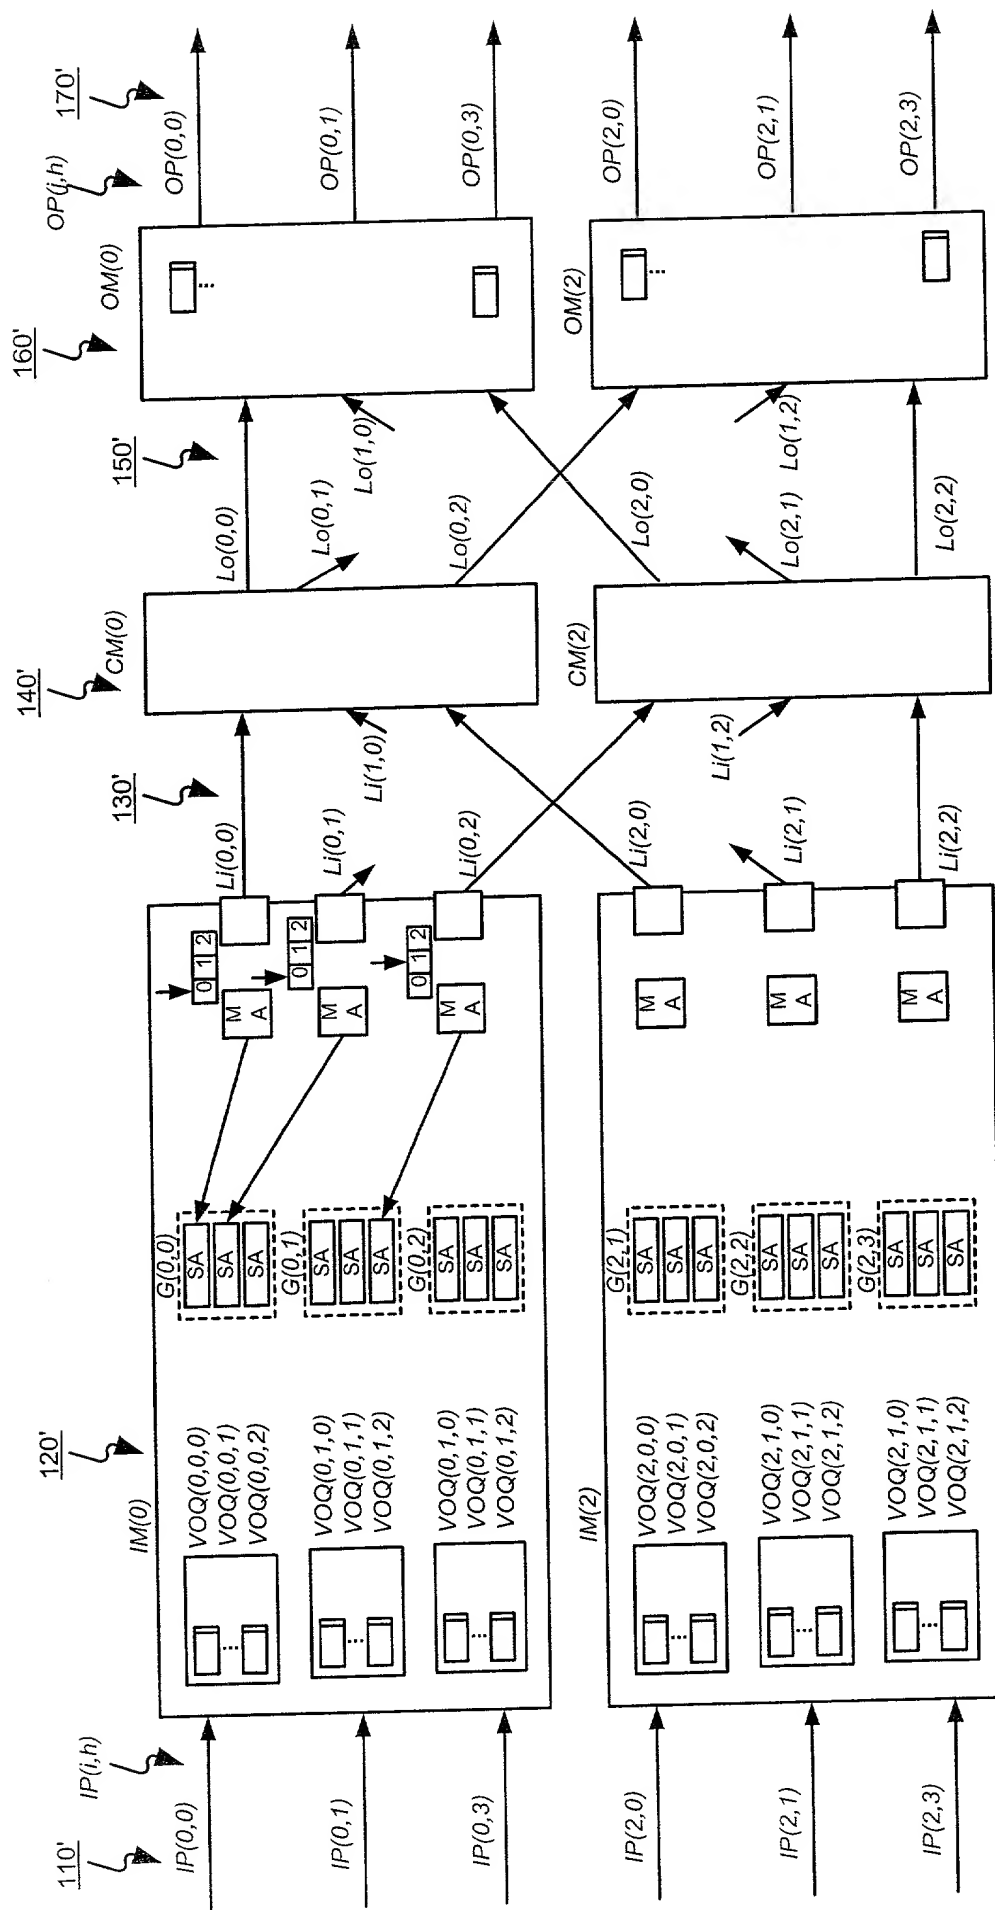 110'
IP(i,h)
120'
130'
140'
150'
160'
OP(j,h)
170'
IP(0,0)
IP(0,1)
IP(0,3)
IM(0)
VOQ(0,0,0)
VOQ(0,0,1)
VOQ(0,0,2)
VOQ(0,1,0)
VOQ(0,1,1)
VOQ(0,1,2)
VOQ(0,1,0)
VOQ(0,1,1)
VOQ(0,1,2)
G(0,0)
SA
SA
SA
G(0,1)
SA
SA
SA
G(0,2)
SA
SA
SA
M A
0 1 2
M A
0 1 2
M A
0 1 2
Li(0,0)
Li(0,1)
Li(0,2)
Li(1,0)
CM(0)
Lo(0,0)
Lo(0,1)
Lo(0,2)
Lo(1,0)
OM(0)
OP(0,0)
OP(0,1)
OP(0,3)
IP(2,0)
IP(2,1)
IP(2,3)
IM(2)
VOQ(2,0,0)
VOQ(2,0,1)
VOQ(2,0,2)
VOQ(2,1,0)
VOQ(2,1,1)
VOQ(2,1,2)
VOQ(2,1,0)
VOQ(2,1,1)
VOQ(2,1,2)
G(2,1)
SA
SA
SA
G(2,2)
SA
SA
SA
G(2,3)
SA
SA
SA
M A
M A
M A
Li(2,0)
Li(2,1)
Li(2,2)
Li(1,2)
CM(2)
Lo(2,0)
Lo(2,1)
Lo(2,2)
Lo(1,2)
OM(2)
OP(2,0)
OP(2,1)
OP(2,3)